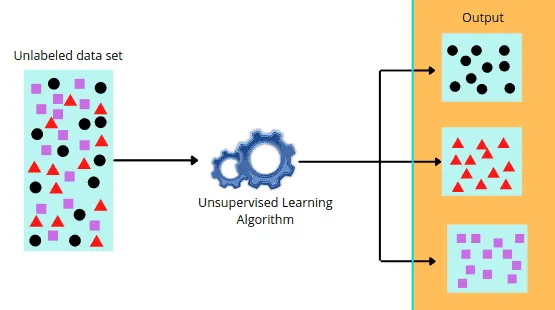 Output
Unlabeled data set
Unsupervised Learning
Algorithm